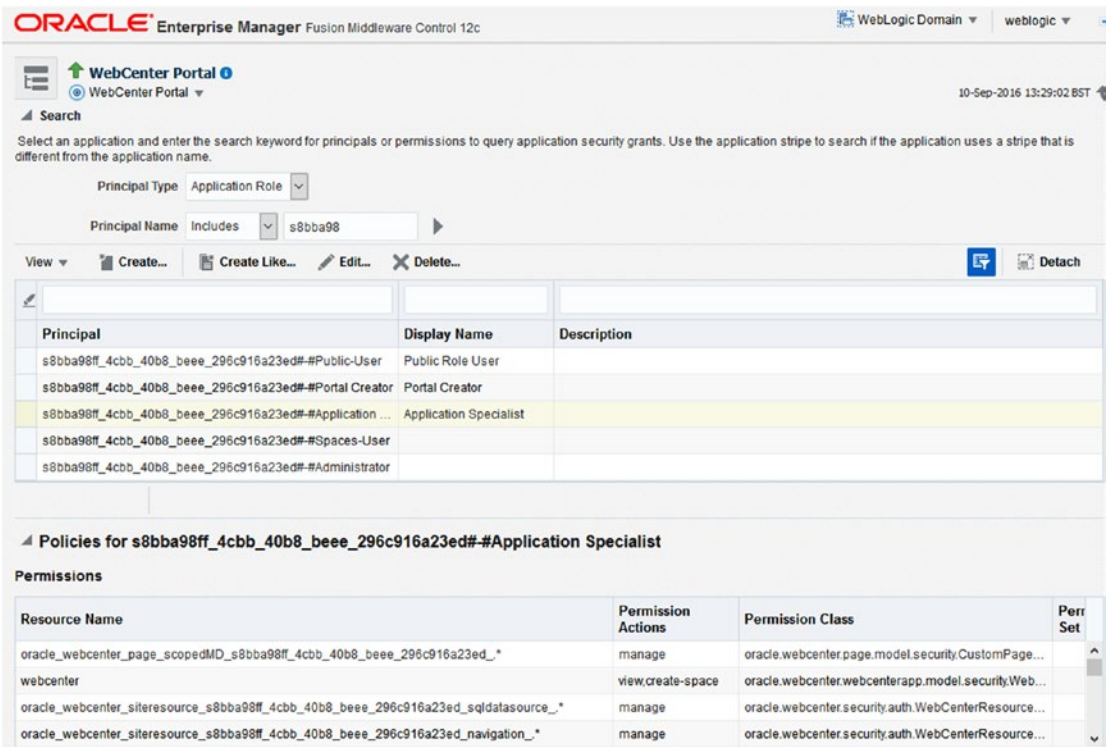 ORACLE Enterprise Manager Fusion Middleware Control 12c
WebLogic Domain
weblogic
WebCenter Portal
WebCenter Portal
10-Sep-2016 13:29:02 BST
Search
Select an application and enter the search keyword for principals or permissions to query application security grants. Use the application stripe to search if the application uses a stripe that is
different from the application name.
Principal Type Application Role
Principal Name Includes s8bba98
View Create... Create Like... Edit... Delete... Detach
Principal Display Name Description
s8bba98ff_4cbb_40b8_beee_296c916a23ed#-#Public-User Public Role User
s8bba98ff_4cbb_40b8_beee_296c916a23ed#-#Portal Creator Portal Creator
s8bba98ff_4cbb_40b8_beee_296c916a23ed#-#Application ... Application Specialist
s8bba98ff_4cbb_40b8_beee_296c916a23ed#-#Spaces-User
s8bba98ff_4cbb_40b8_beee_296c916a23ed#-#Administrator
Policies for s8bba98ff_4cbb_40b8_beee_296c916a23ed#-#Application Specialist
Permissions
Resource Name Permission Actions Permission Class Perm Set
oracle_webcenter_page_scopedMD_s8bba98ff_4cbb_40b8_beee_296c916a23ed_.* manage oracle.webcenter.page.model.security.CustomPage...
webcenter view,create-space oracle.webcenter.webcenterapp.model.security.Web...
oracle_webcenter_siteresource_s8bba98ff_4cbb_40b8_beee_296c916a23ed_sqldatasource_.* manage oracle.webcenter.security.auth.WebCenterResource...
oracle_webcenter_siteresource_s8bba98ff_4cbb_40b8_beee_296c916a23ed_navigation_.* manage oracle.webcenter.security.auth.WebCenterResource...